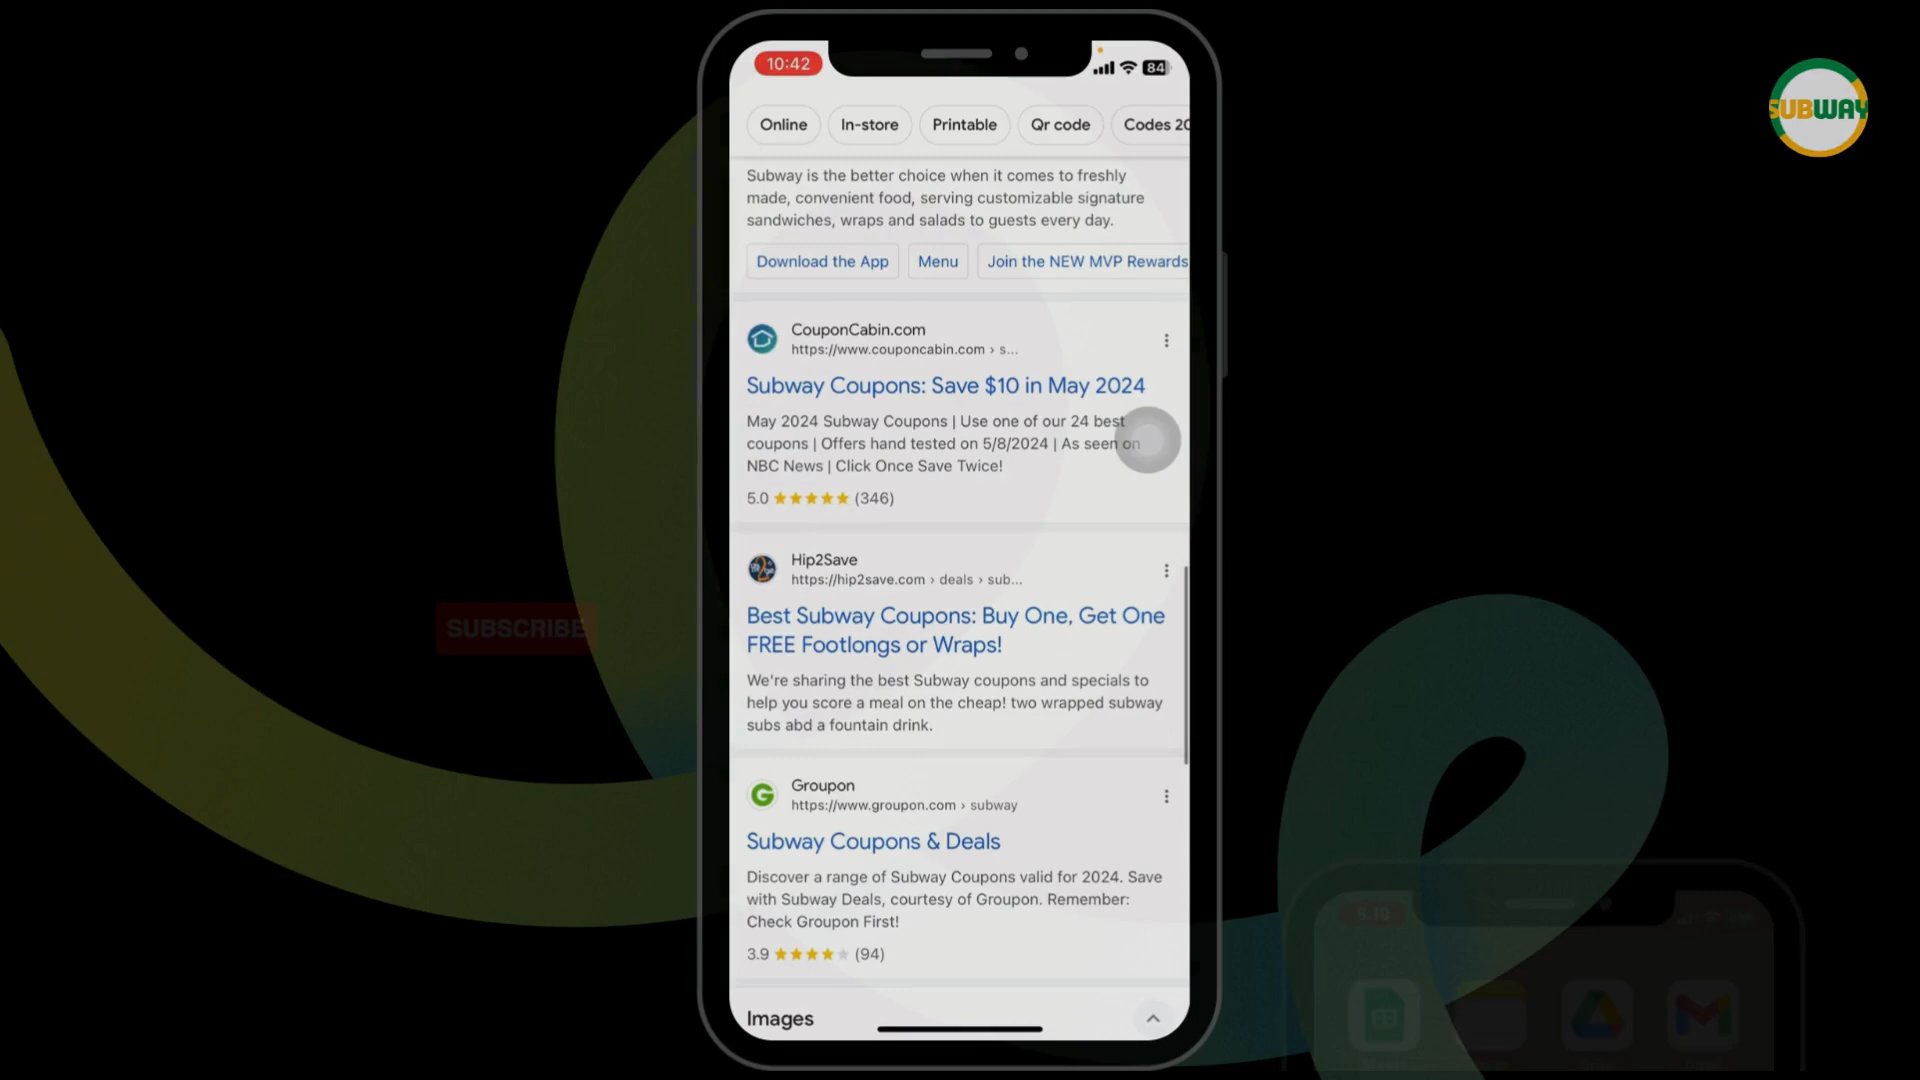 10:42
84
SUBWAY
Online
In-store
Printable
Qr code
Codes 20
Subway is the better choice when it comes to freshly
made, convenient food, serving customizable signature
sandwiches, wraps and salads to guests every day.
Download the App
Menu
Join the NEW MVP Rewards
CouponCabin.com
https://www.couponcabin.com › s...
Subway Coupons: Save $10 in May 2024
May 2024 Subway Coupons | Use one of our 24 best
coupons | Offers hand tested on 5/8/2024 | As seen on
NBC News | Click Once Save Twice!
5.0 (346)
Hip2Save
https://hip2save.com › deals › sub...
Best Subway Coupons: Buy One, Get One
FREE Footlongs or Wraps!
We're sharing the best Subway coupons and specials to
help you score a meal on the cheap! two wrapped subway
subs abd a fountain drink.
SUBSCRIBE
Groupon
https://www.groupon.com › subway
Subway Coupons & Deals
Discover a range of Subway Coupons valid for 2024. Save
with Subway Deals, courtesy of Groupon. Remember:
Check Groupon First!
3.9 (94)
Images
5:19